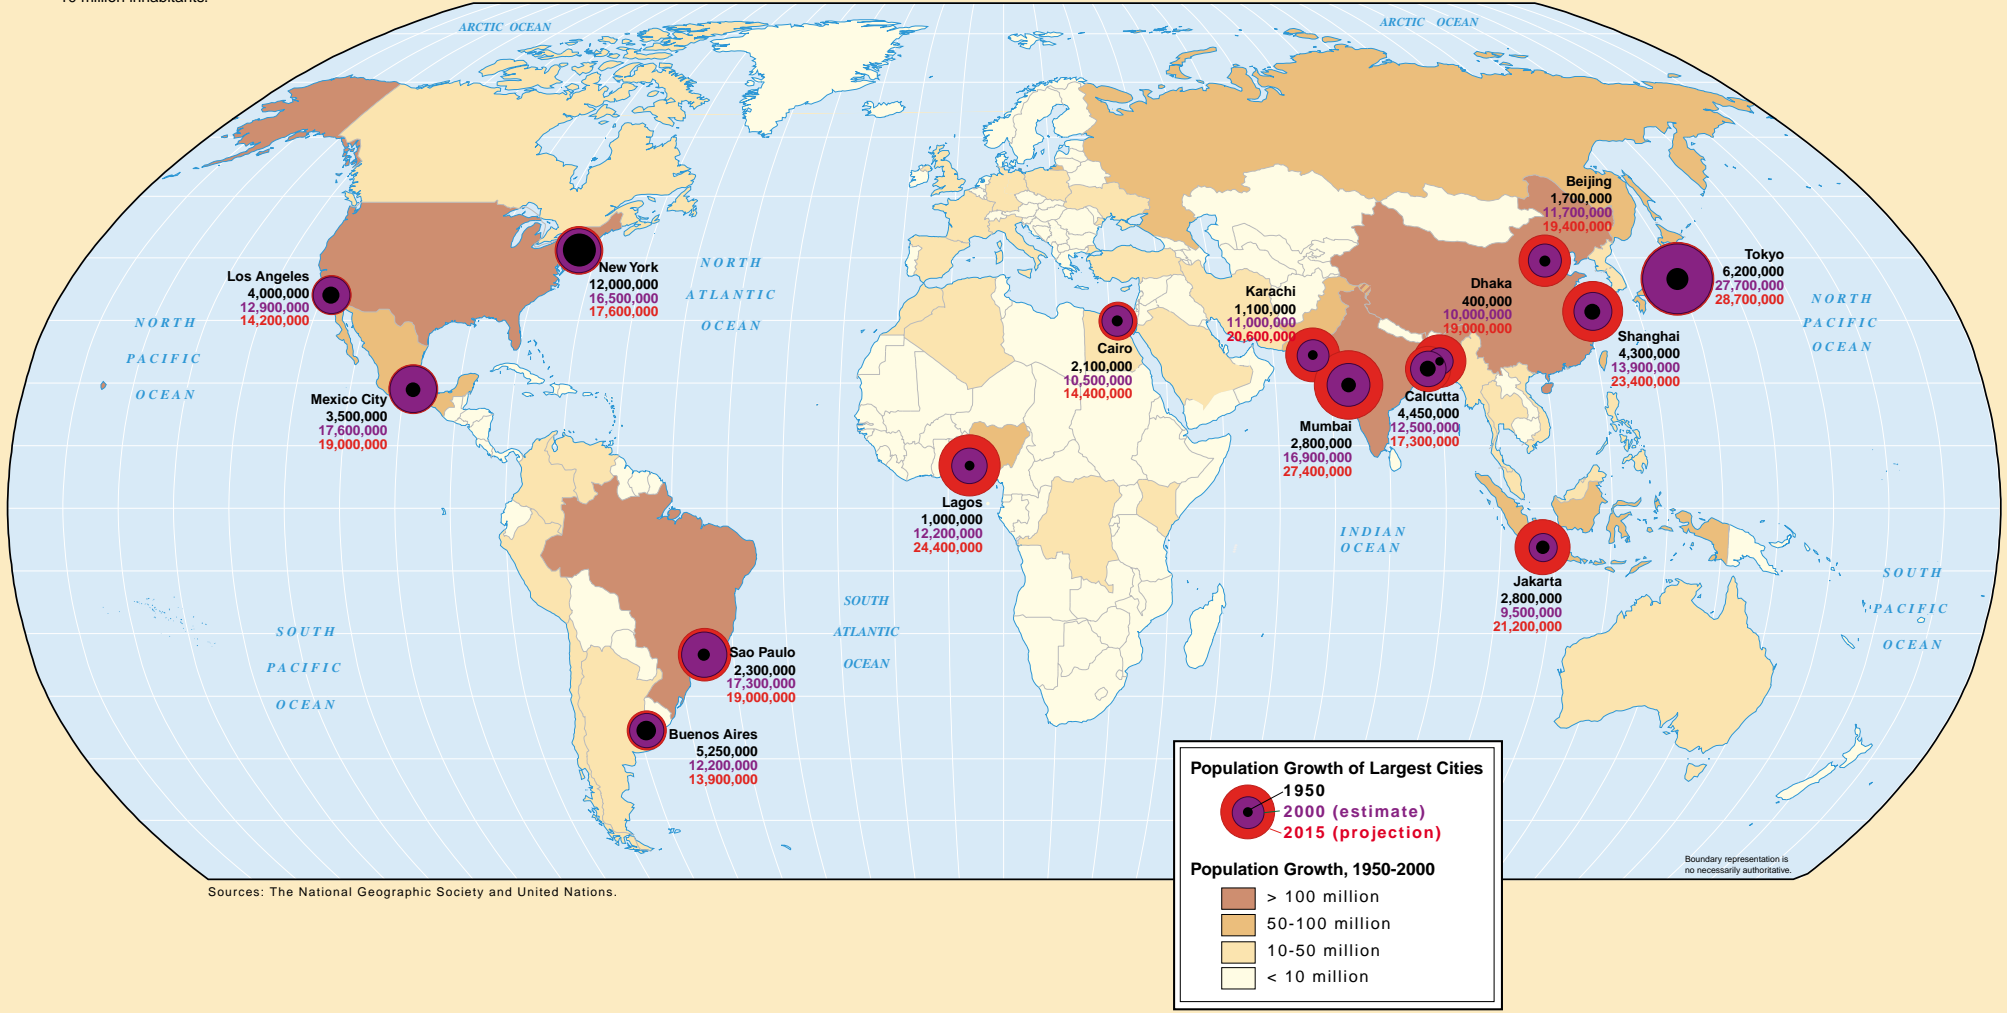 10 million inhabitants.
ARCTIC OCEAN
ARCTIC OCEAN
Beijing
1,700,000
11,700,000
19,400,000
Tokyo
6,200,000
27,700,000
28,700,000
New York
12,000,000
16,500,000
17,600,000
Los Angeles
4,000,000
12,900,000
14,200,000
NORTH
ATLANTIC
OCEAN
Karachi
1,100,000
11,000,000
20,600,000
Dhaka
400,000
10,000,000
19,000,000
NORTH
PACIFIC
OCEAN
NORTH
PACIFIC
OCEAN
Cairo
2,100,000
10,500,000
14,400,000
Shanghai
4,300,000
13,900,000
23,400,000
Mexico City
3,500,000
17,600,000
19,000,000
Calcutta
4,450,000
12,500,000
17,300,000
Mumbai
2,800,000
16,900,000
27,400,000
Lagos
1,000,000
12,200,000
24,400,000
INDIAN
OCEAN
Jakarta
2,800,000
9,500,000
21,200,000
SOUTH
PACIFIC
OCEAN
SOUTH
ATLANTIC
OCEAN
SOUTH
PACIFIC
OCEAN
Sao Paulo
2,300,000
17,300,000
19,000,000
Buenos Aires
5,250,000
12,200,000
13,900,000
Population Growth of Largest Cities
1950
2000 (estimate)
2015 (projection)
Population Growth, 1950-2000
> 100 million
50-100 million
10-50 million
< 10 million
Boundary representation is
no necessarily authoritative.
Sources: The National Geographic Society and United Nations.